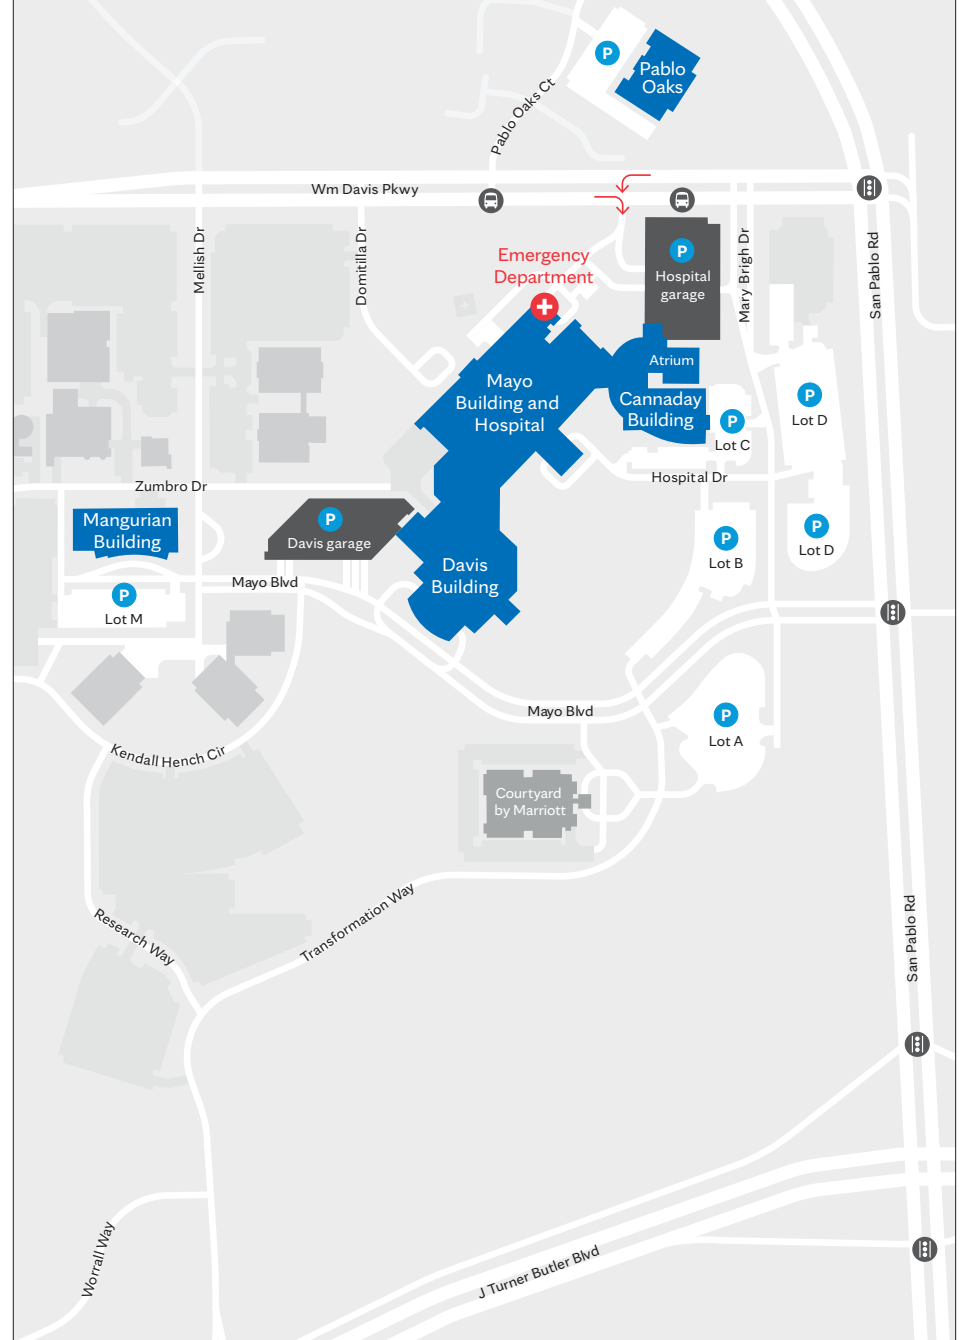 P
Pablo
Oaks
Pablo Oaks Ct
Wm Davis Pkwy
Mellish Dr
Domitilla Dr
Emergency
Department
P
Hospital
garage
Mary Brigh Dr
San Pablo Rd
Atrium
Mayo
Building and
Hospital
Cannaday
Building
P
Lot C
P
Lot D
Hospital Dr
Zumbro Dr
Mangurian
Building
P
Davis garage
P
Lot B
P
Lot D
Davis
Building
Mayo Blvd
P
Lot M
Mayo Blvd
P
Lot A
Kendall Hench Cir
Courtyard
by Marriott
Transformation Way
Research Way
San Pablo Rd
Worrall Way
J Turner Butler Blvd